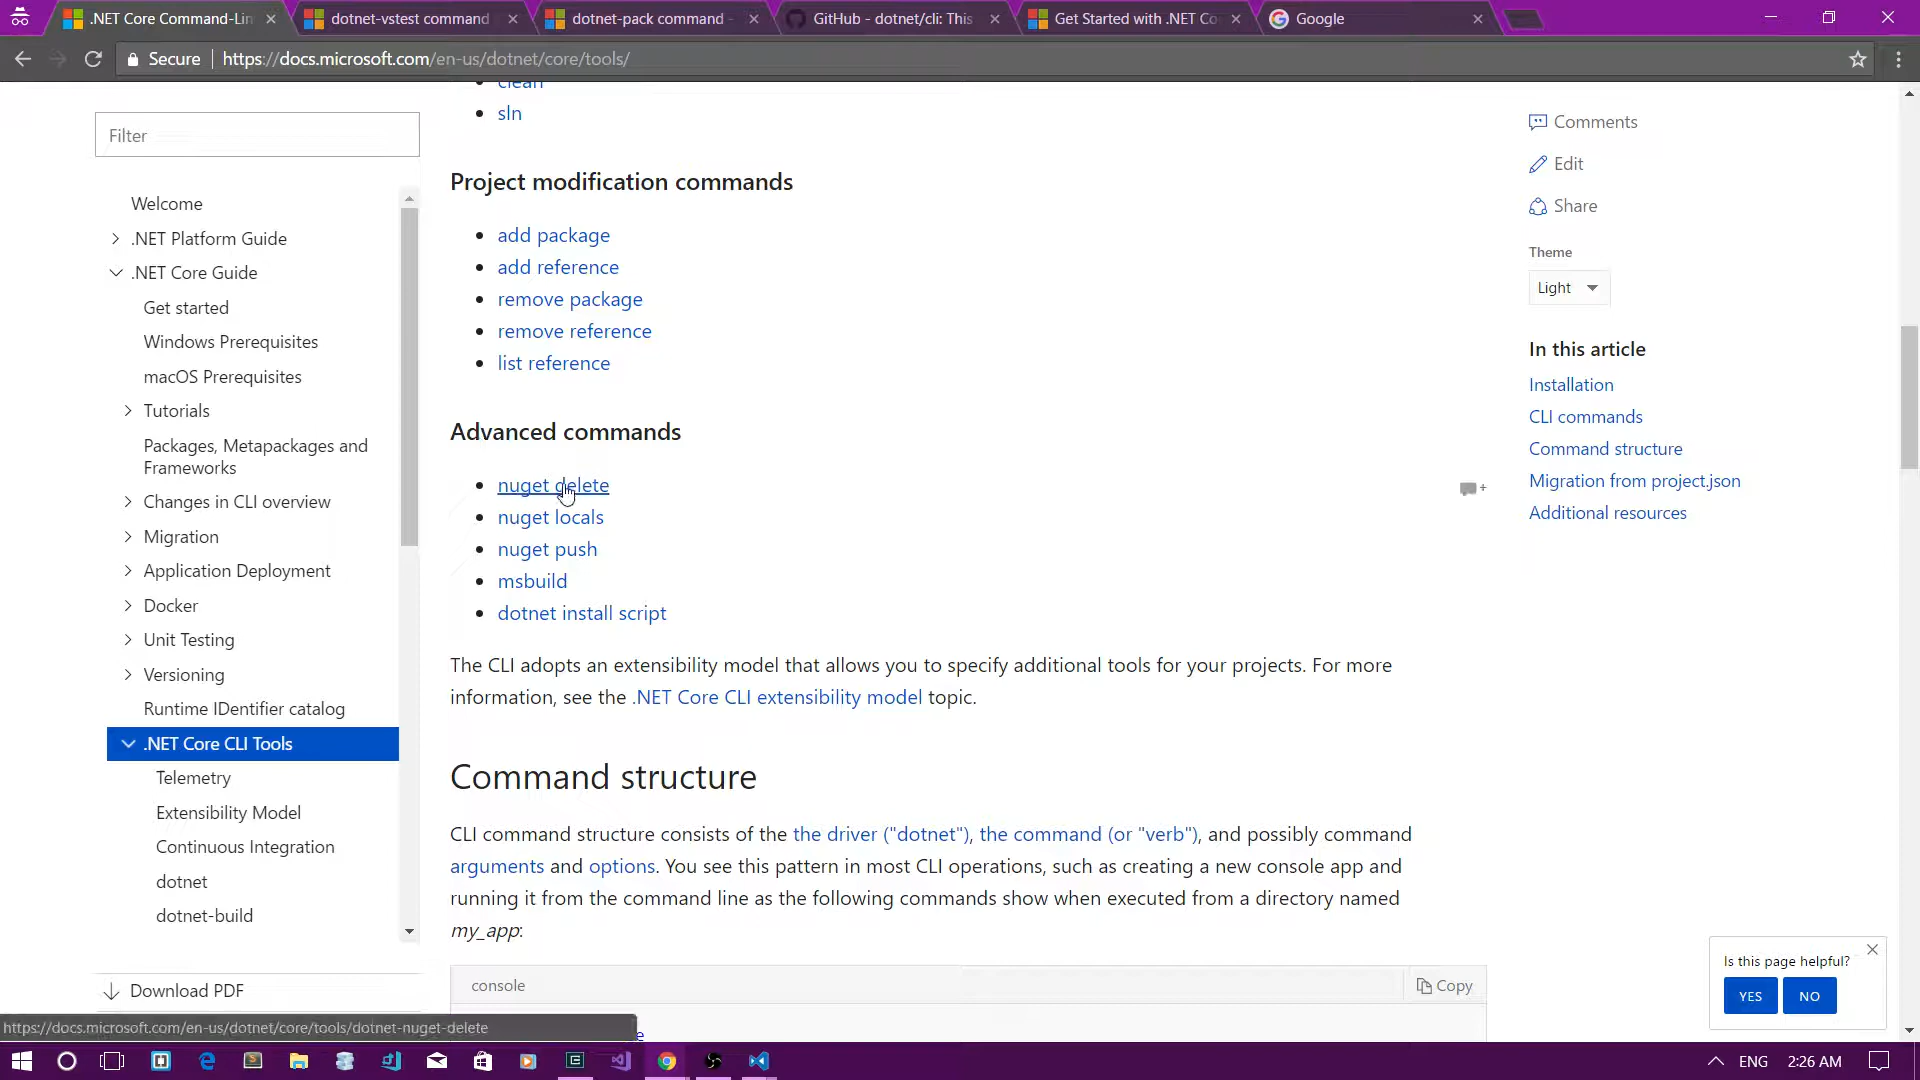 .NET Core Command-Lin
dotnet-vstest command
dotnet-pack command -
GitHub - dotnet/cli: This
Get Started with .NET Co
Google
Secure
https://docs.microsoft.com/en-us/dotnet/core/tools/
Filter
Welcome
.NET Platform Guide
.NET Core Guide
Get started
Windows Prerequisites
macOS Prerequisites
Tutorials
Packages, Metapackages and
Frameworks
Changes in CLI overview
Migration
Application Deployment
Docker
Unit Testing
Versioning
Runtime IDentifier catalog
.NET Core CLI Tools
Telemetry
Extensibility Model
Continuous Integration
dotnet
dotnet-build
Download PDF
clean
sln
Project modification commands
add package
add reference
remove package
remove reference
list reference
Advanced commands
nuget delete
nuget locals
nuget push
msbuild
dotnet install script
The CLI adopts an extensibility model that allows you to specify additional tools for your projects. For more
information, see the .NET Core CLI extensibility model topic.
Command structure
CLI command structure consists of the the driver ("dotnet"), the command (or "verb"), and possibly command
arguments and options. You see this pattern in most CLI operations, such as creating a new console app and
running it from the command line as the following commands show when executed from a directory named
my_app:
console
Copy
Comments
Edit
Share
Theme
Light
In this article
Installation
CLI commands
Command structure
Migration from project.json
Additional resources
Is this page helpful?
YES
NO
https://docs.microsoft.com/en-us/dotnet/core/tools/dotnet-nuget-delete
ENG
2:26 AM